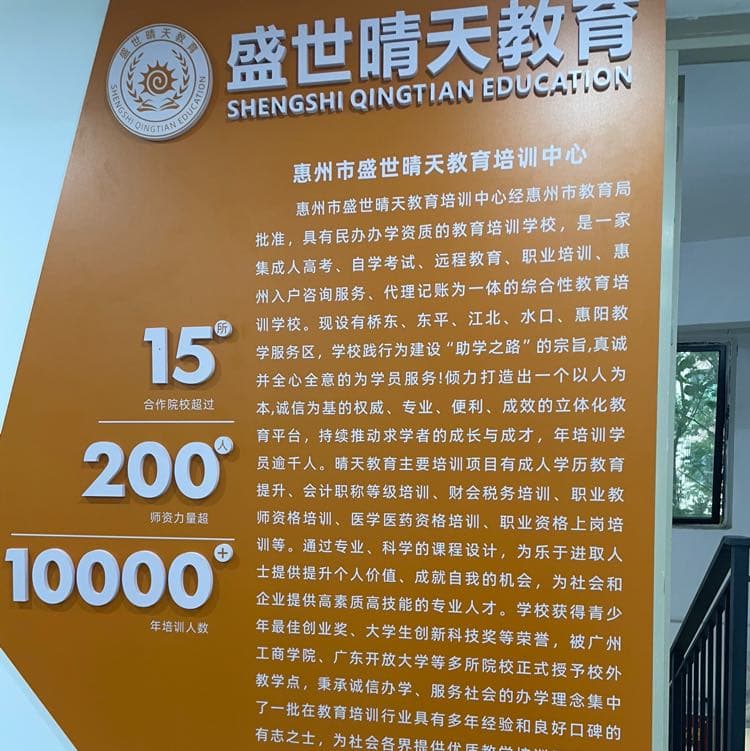 盛世晴天教育
SHENGSHI QINGTIAN EDUCATION
盛世晴天教育
SHENGSHI QINGTIAN EDUCATION
惠州市盛世晴天教育培训中心
惠州市盛世晴天教育培训中心经惠州市教育局
批准，具有民办办学资质的教育培训学校，是一家
集成人高考、自学考试、远程教育、职业培训、惠
州入户咨询服务、代理记账为一体的综合性教育培
训学校。现设有桥东、东平、江北、水口、惠阳教
学服务区，学校践行为建设“助学之路”的宗旨,真诚
并全心全意的为学员服务!倾力打造出一个以人为
本,诚信为基的权威、专业、便利、成效的立体化教
育平台，持续推动求学者的成长与成才，年培训学
员逾千人。晴天教育主要培训项目有成人学历教育
提升、会计职称等级培训、财会税务培训、职业教
师资格培训、医学医药资格培训、职业资格上岗培
训等。通过专业、科学的课程设计，为乐于进取人
士提供提升个人价值、成就自我的机会，为社会和
企业提供高素质高技能的专业人才。学校获得青少
年最佳创业奖、大学生创新科技奖等荣誉，被广州
工商学院、广东开放大学等多所院校正式授予校外
教学点，秉承诚信办学、服务社会的办学理念集中
了一批在教育培训行业具有多年经验和良好口碑的
有志之士，为社会各界提供优质教学培训
15所
合作院校超过
200人
师资力量超
10000+
年培训人数